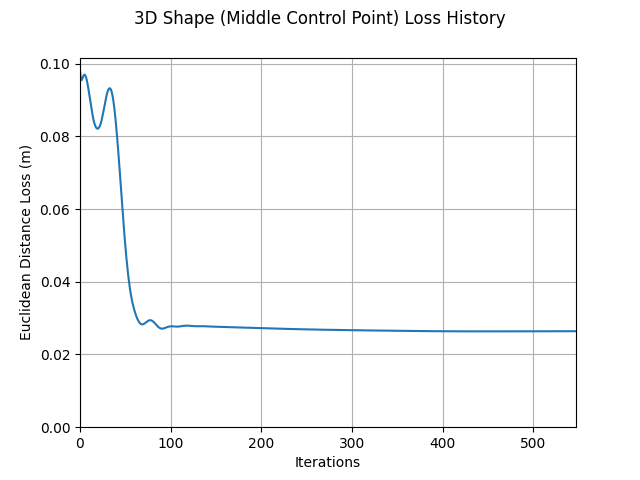 3D Shape (Middle Control Point) Loss History
0.10
0.08
0.06
0.04
0.02
0.00
Euclidean Distance Loss (m)
0 100 200 300 400 500
Iterations